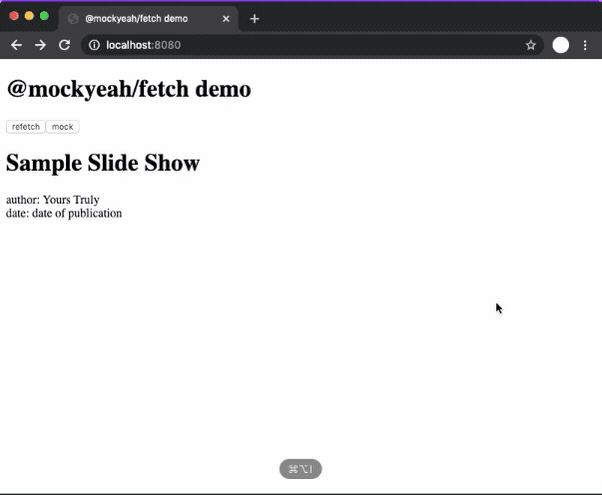 @mockyeah/fetch demo
localhost:8080
@mockyeah/fetch demo
refetch mock
Sample Slide Show
author: Yours Truly
date: date of publication
⌘⌥I